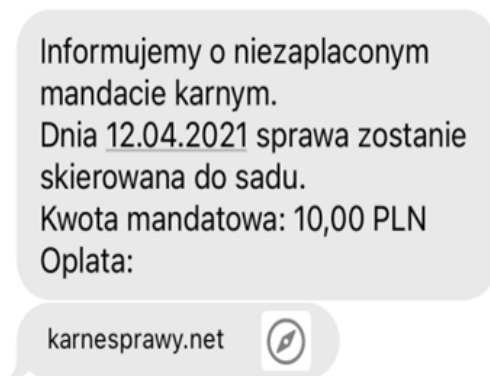 Informujemy o niezaplaconym
mandacie karnym.
Dnia 12.04.2021 sprawa zostanie
skierowana do sadu.
Kwota mandatowa: 10,00 PLN
Oplata:
karnesprawy.net